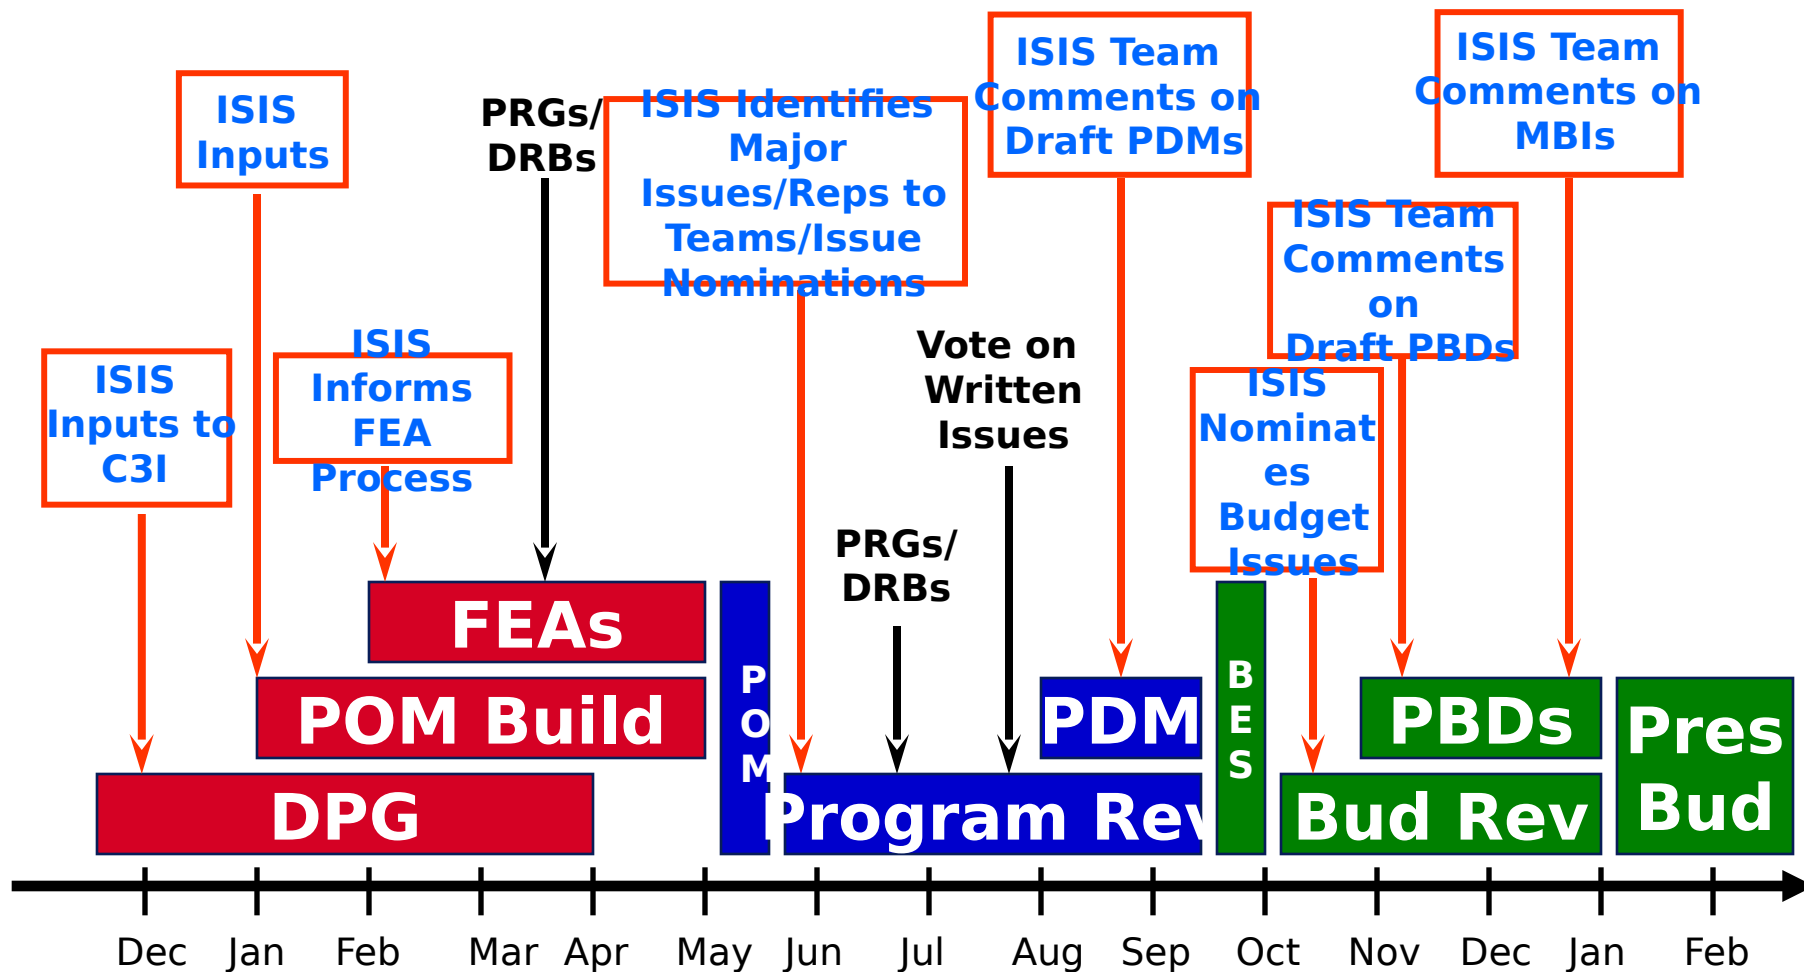 ISIS
Inputs
PRGs/
DRBs
ISIS Identifies
Major
Issues/Reps to
Teams/Issue
Nominations
ISIS Team
Comments on
Draft PDMs
ISIS Team
Comments on
MBIs
ISIS Team
Comments
on
Draft PBDs
ISIS
Inputs to
C3I
ISIS
Informs
FEA
Process
Vote on
Written
Issues
ISIS
Nominat
es
Budget
Issues
PRGs/
DRBs
FEAs
POM Build
DPG
P
O
M
PDM
Program Rev
B
E
S
PBDs
Bud Rev
Pres
Bud
Dec Jan Feb Mar Apr May Jun Jul Aug Sep Oct Nov Dec Jan Feb